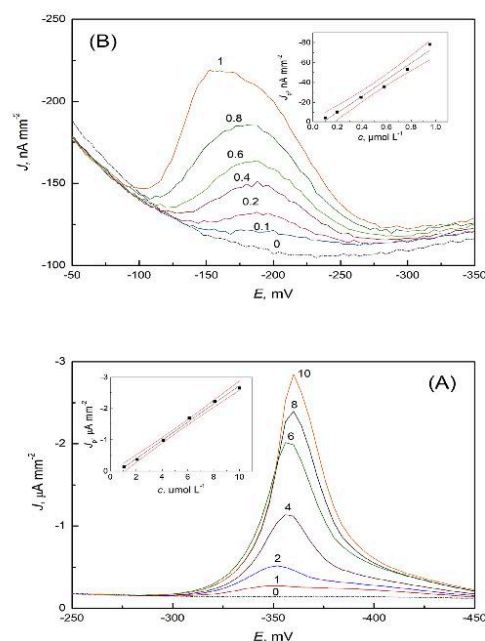 -250
(B)
1
-80
-60
-40
-20
0
J, nA mm⁻²
0.0 0.2 0.4 0.6 0.8 1.0
c, µmol L⁻¹
-200
0.8
J, nA mm⁻²
0.6
0.4
-150
0.2
0.1
0
-100
-50 -100 -150 -200 -250 -300 -350
E, mV
-3
10
(A)
-3
-2
-1
0
Jp, µA mm⁻²
0 2 4 6 8 10
c, umol L⁻¹
8
6
-2
J, µA mm⁻²
4
-1
2
1
0
0
-250 -300 -350 -400 -450
E, mV